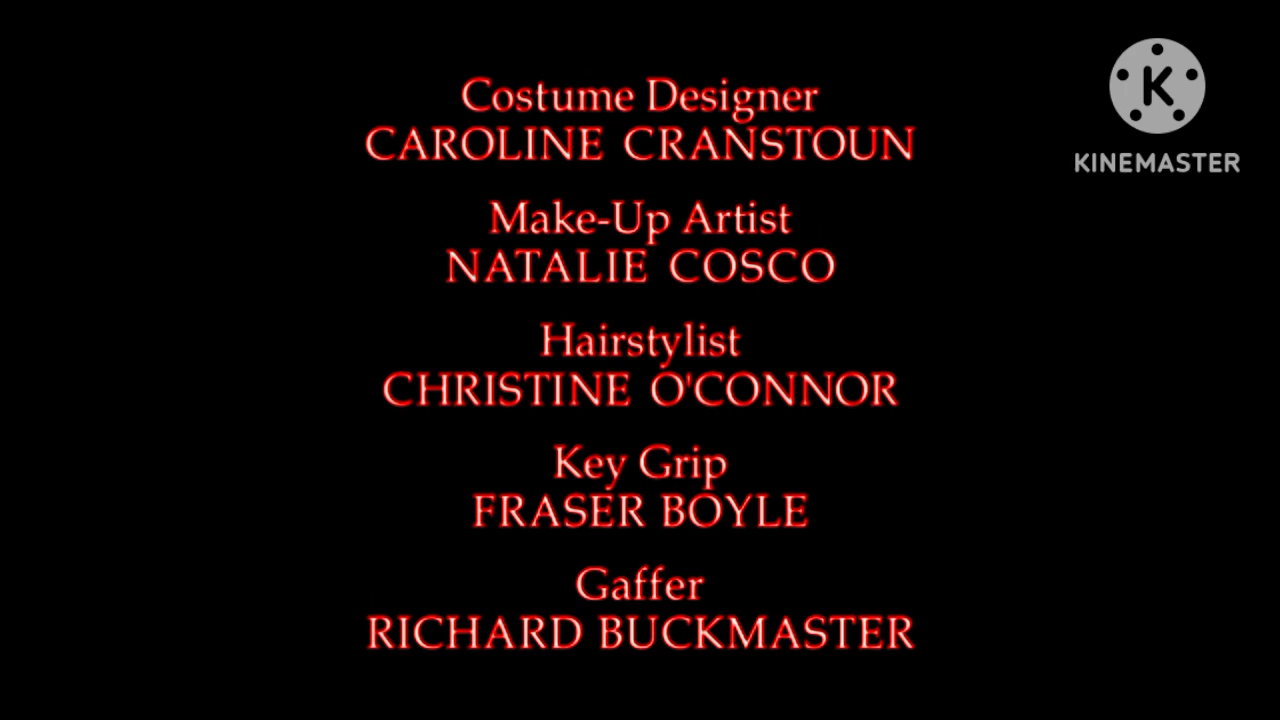 Costume Designer
CAROLINE CRANSTOUN
Make-Up Artist
NATALIE COSCO
Hairstylist
CHRISTINE O'CONNOR
Key Grip
FRASER BOYLE
Gaffer
RICHARD BUCKMASTER
K
KINEMASTER